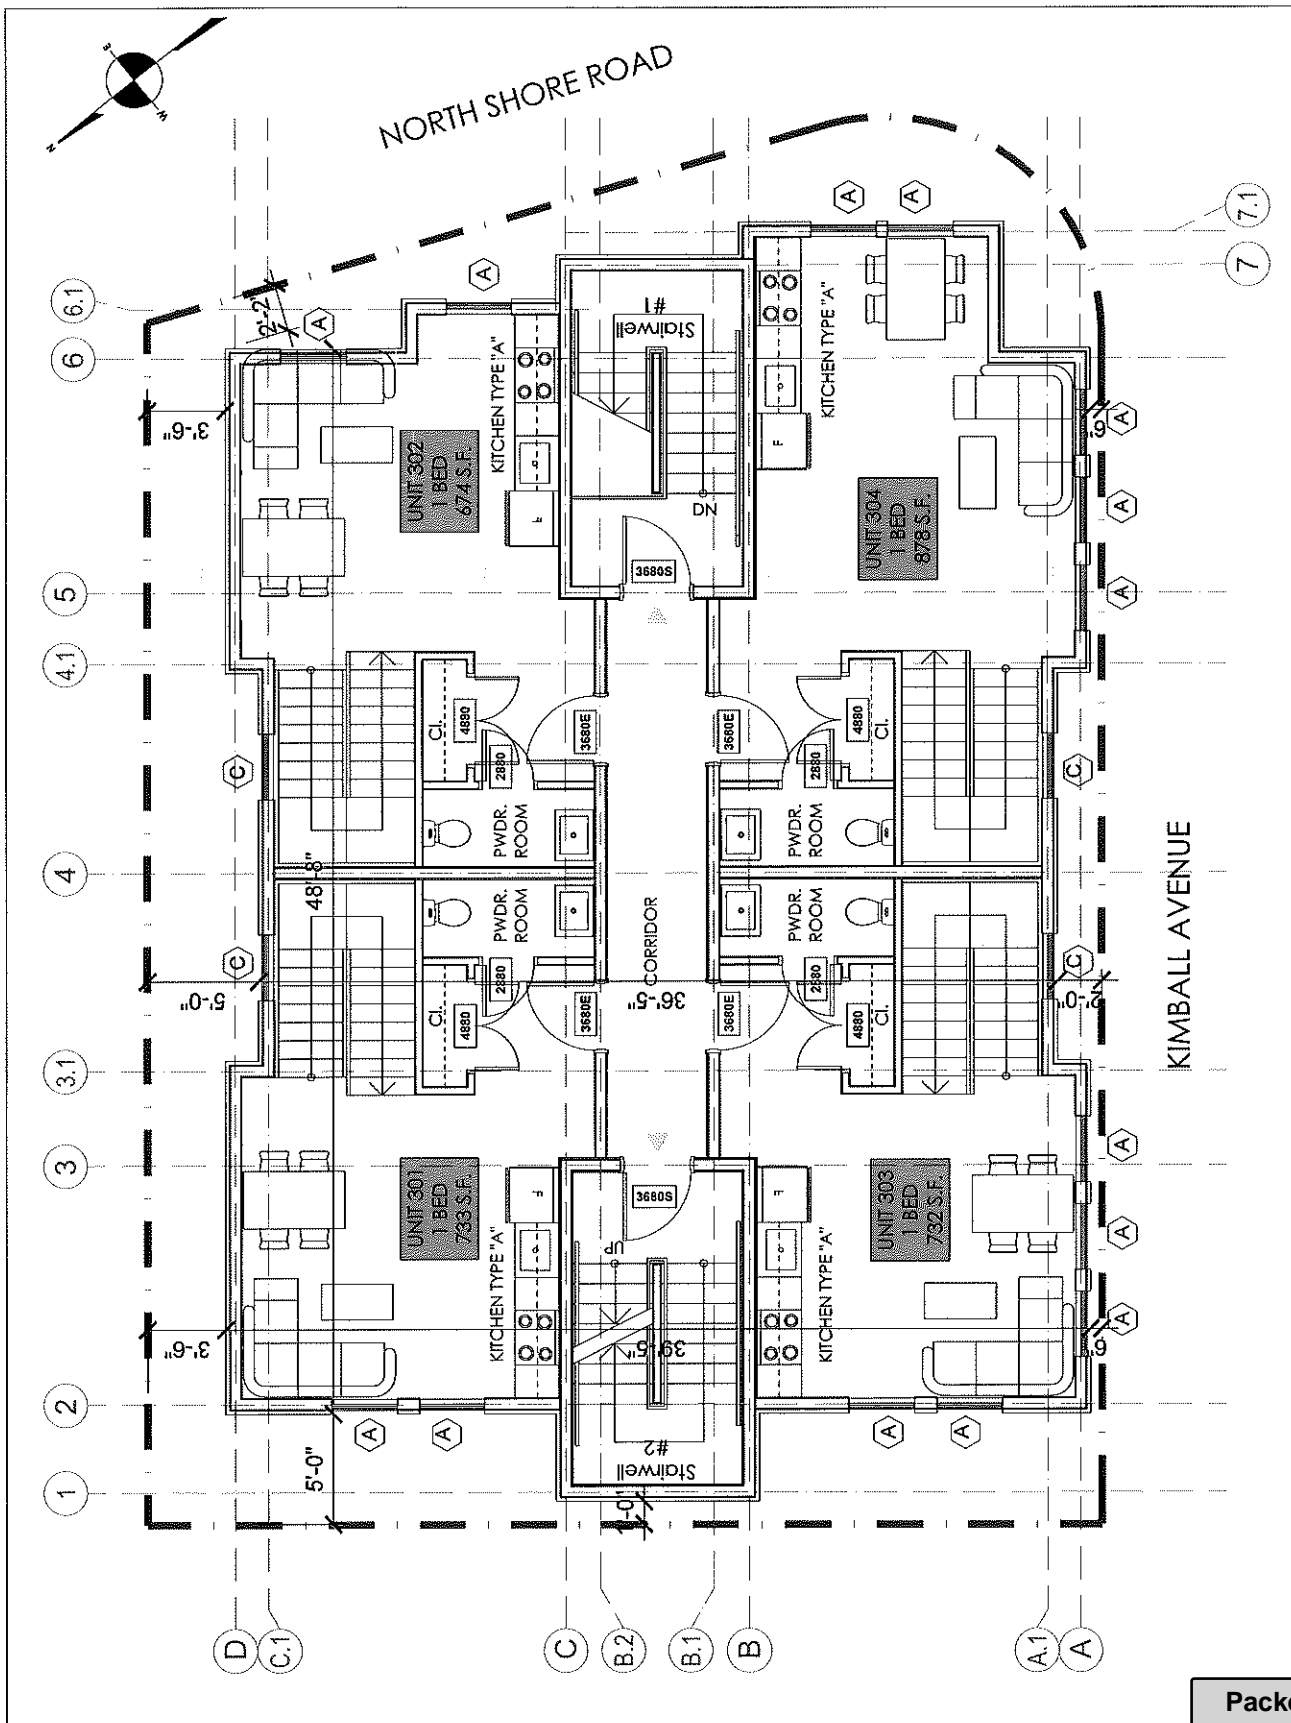 N
E
W
NORTH SHORE ROAD
KIMBALL AVENUE
6.1
6
5
4.1
4
3.1
3
2
1
D
C.1
C
B.2
B.1
B
A.1
A
7.1
7
2'-2"
3'-6"
5'-0"
3'-6"
48'-8"
36'-5"
39'-5"
5'-0"
1'-0"
2'-0"
6"
6"
A
A
A
A
A
A
A
A
A
A
A
A
A
A
C
C
C
C
UNIT 302
1 BED
674 S.F.
KITCHEN TYPE "A"
F
Stairwell
#1
DN
3680S
KITCHEN TYPE "A"
F
UNIT 304
1 BED
878 S.F.
Cl.
4880
2880
3680E
PWDR.
ROOM
3680E
2880
4880
Cl.
PWDR.
ROOM
PWDR.
ROOM
CORRIDOR
PWDR.
ROOM
Cl.
4880
2880
3680E
3680E
2880
4880
Cl.
UNIT 301
1 BED
733 S.F.
KITCHEN TYPE "A"
F
3680S
UP
Stairwell
#2
F
KITCHEN TYPE "A"
UNIT 303
1 BED
732 S.F.
Packe